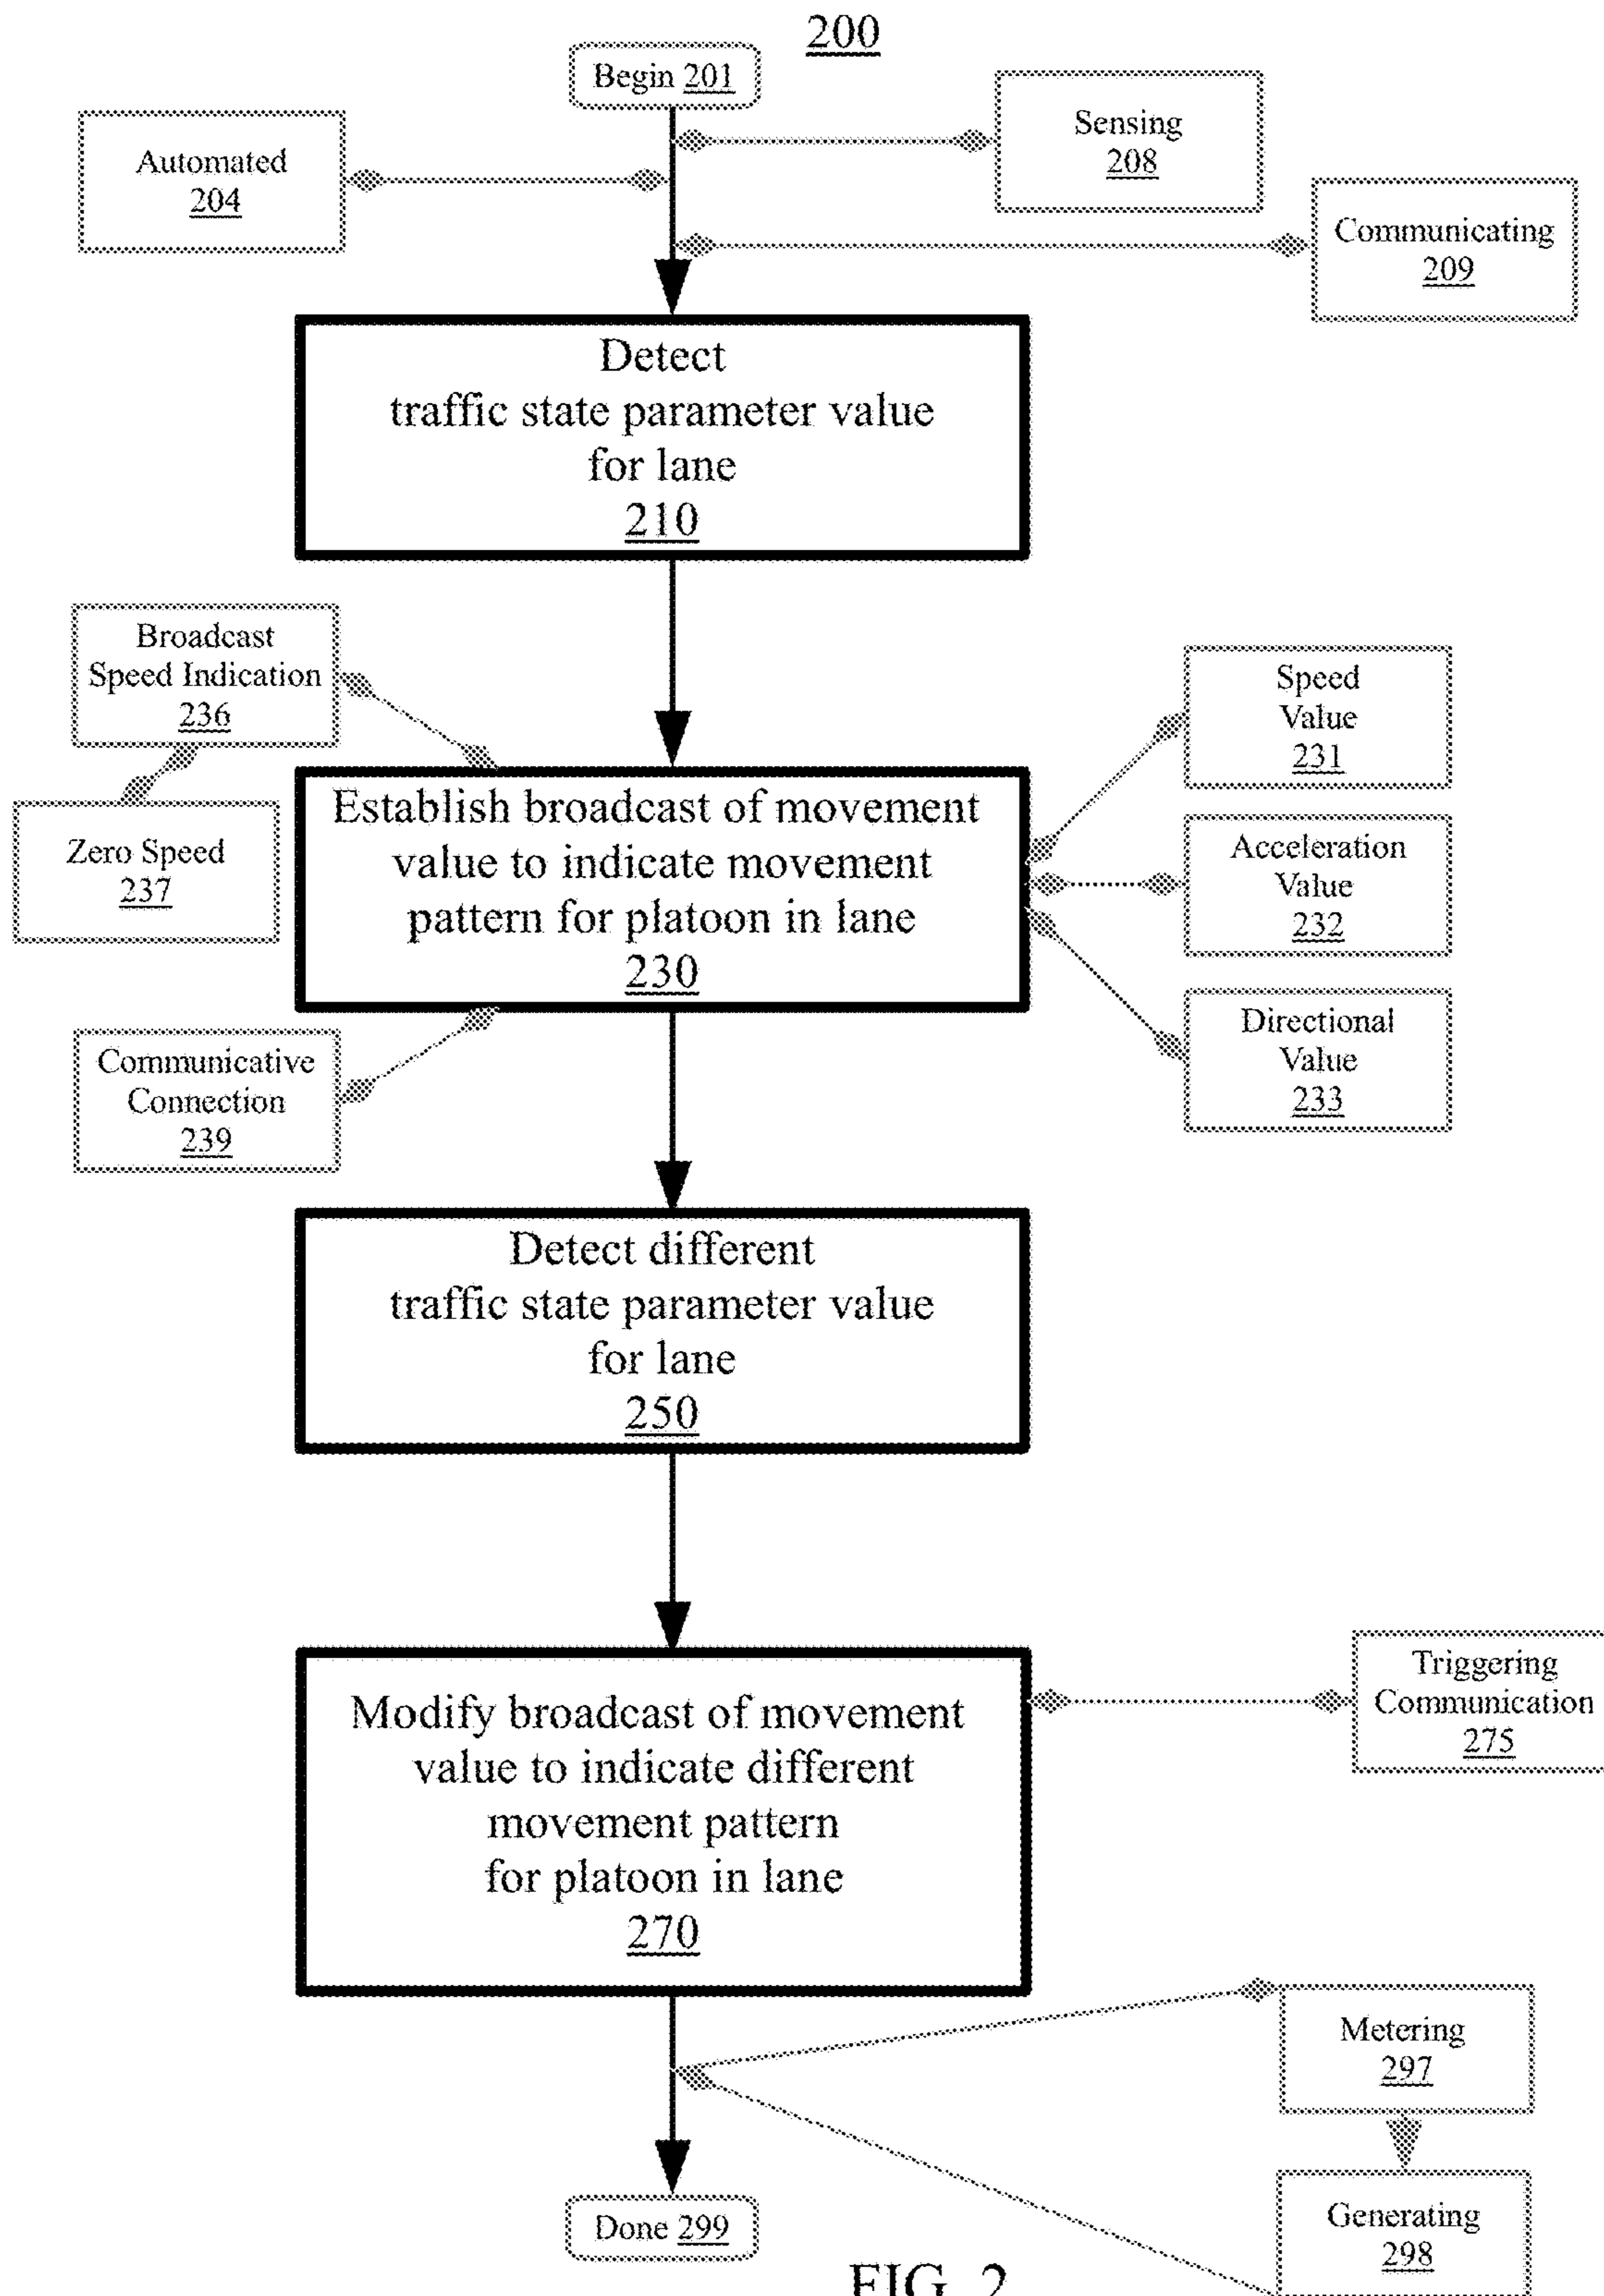 200
Begin 201
Automated
204
Sensing
208
Communicating
209
Detect
traffic state parameter value
for lane
210
Broadcast
Speed Indication
236
Zero Speed
237
Speed
Value
231
Establish broadcast of movement
value to indicate movement
pattern for platoon in lane
230
Acceleration
Value
232
Directional
Value
233
Communicative
Connection
239
Detect different
traffic state parameter value
for lane
250
Modify broadcast of movement
value to indicate different
movement pattern
for platoon in lane
270
Triggering
Communication
275
Metering
297
Generating
298
Done 299
FIG. 2